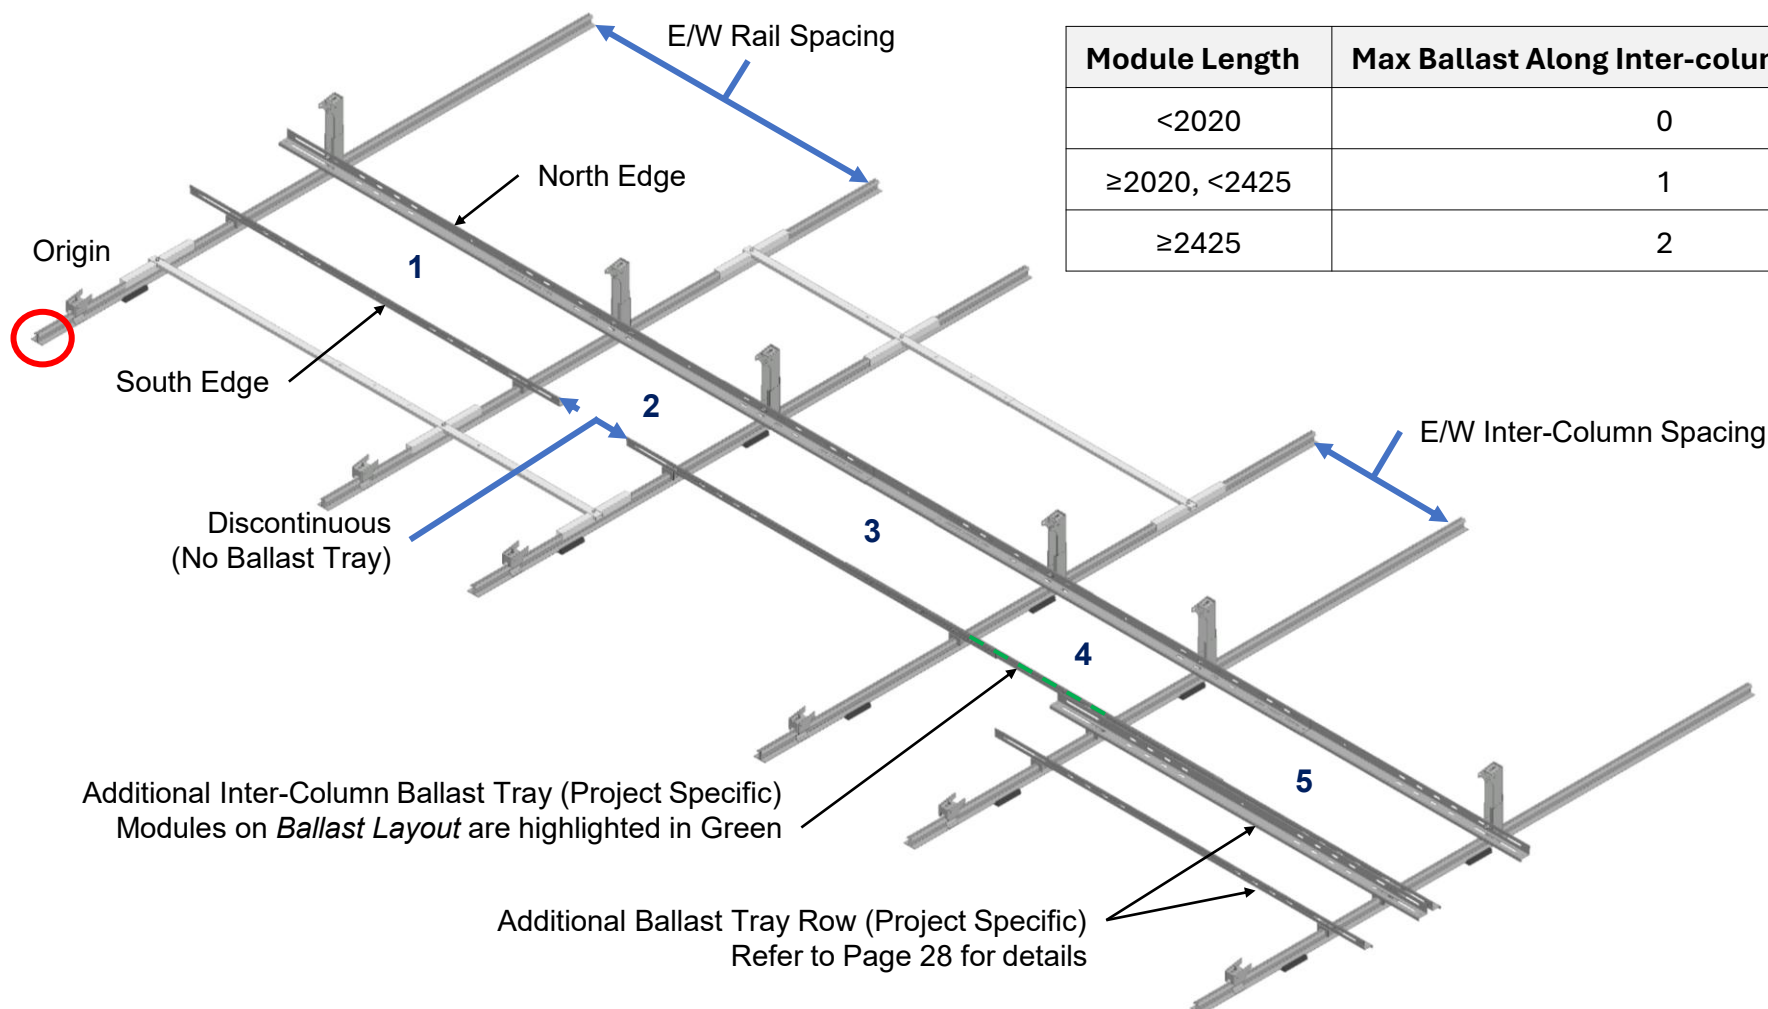 E/W Rail Spacing
Module Length
Max Ballast Along Inter-colu
<2020
0
≥2020, <2425
1
≥2425
2
North Edge
Origin
1
South Edge
2
E/W Inter-Column Spacing
Discontinuous
(No Ballast Tray)
3
4
Additional Inter-Column Ballast Tray (Project Specific)
Modules on Ballast Layout are highlighted in Green
5
Additional Ballast Tray Row (Project Specific)
Refer to Page 28 for details